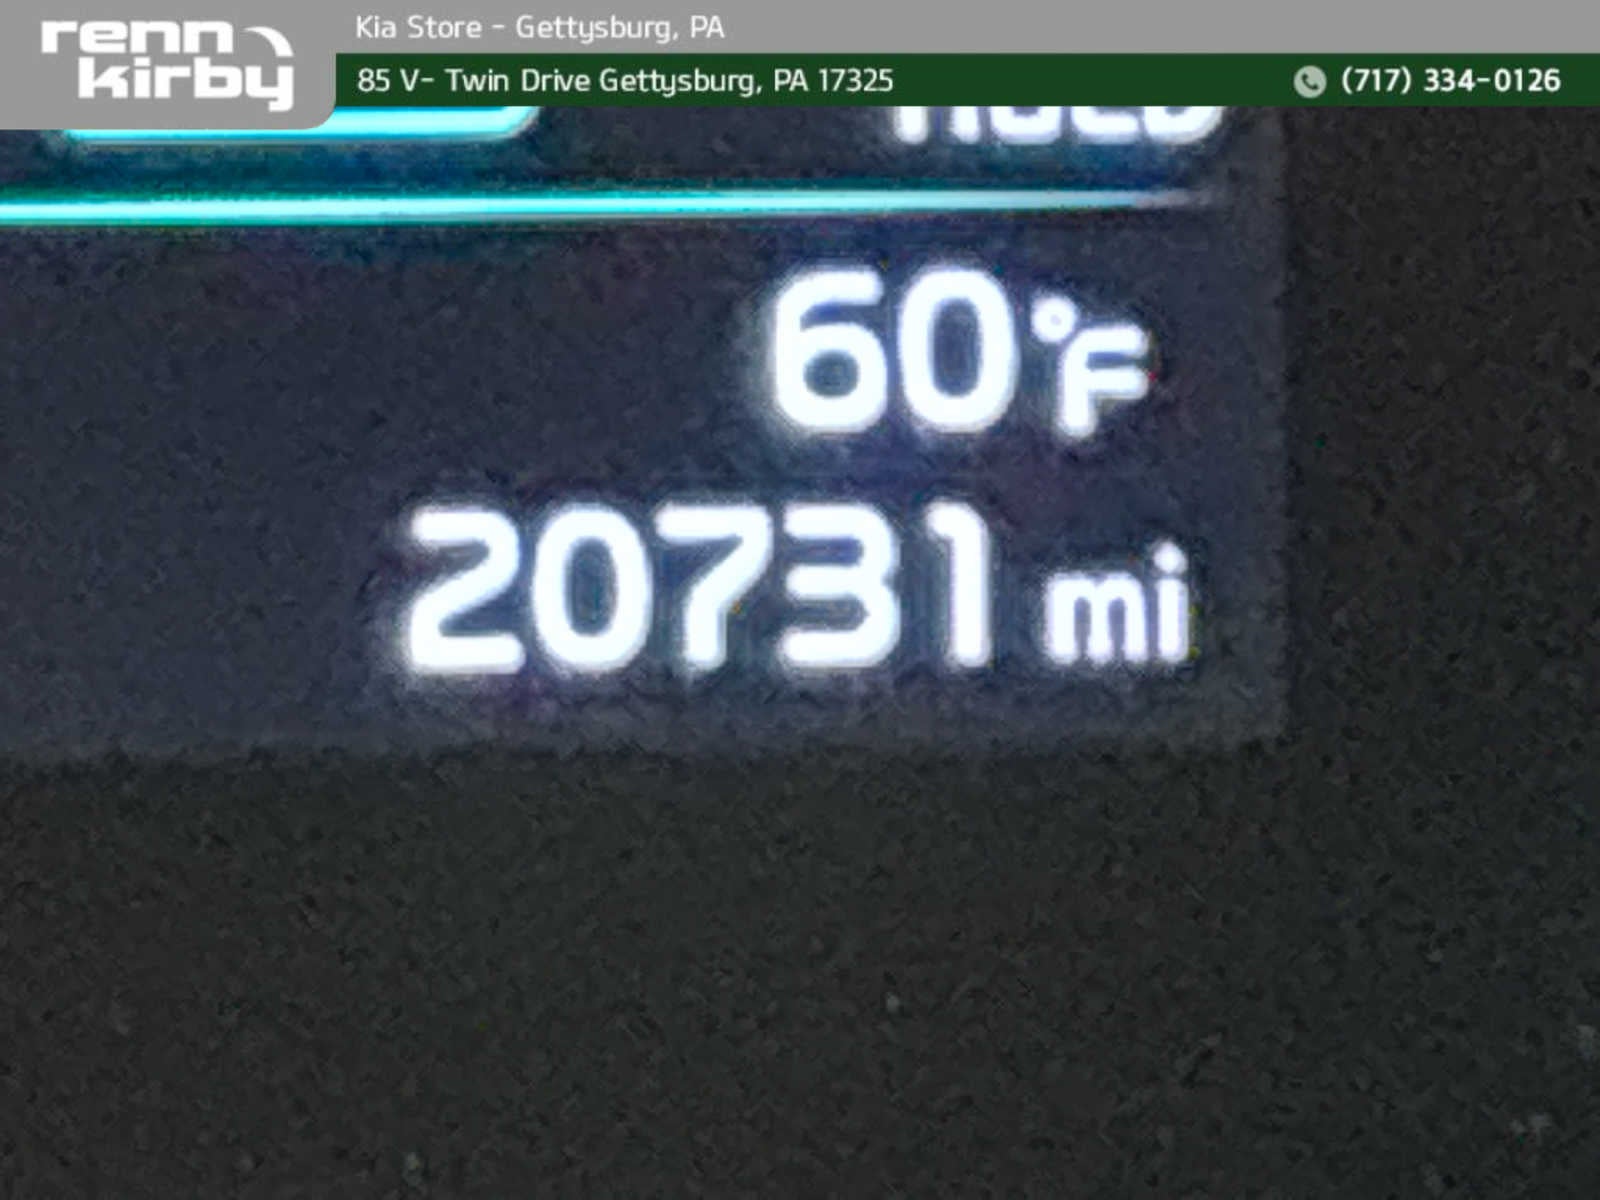 renn
kirby
Kia Store - Gettysburg, PA
85 V- Twin Drive Gettysburg, PA 17325
(717) 334-0126
60°F
20731 mi